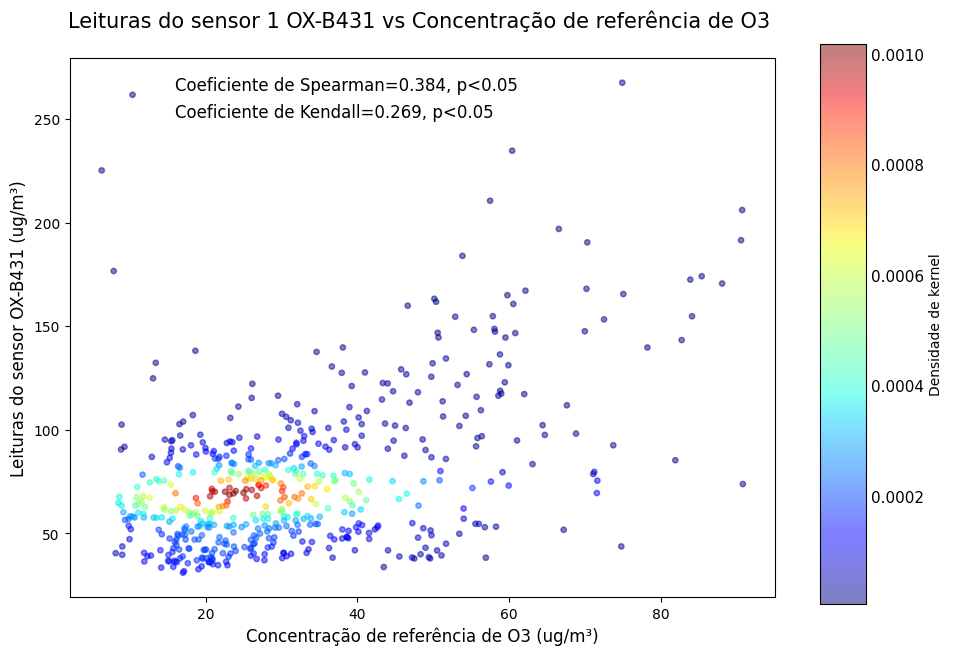 Leituras do sensor 1 OX-B431 vs Concentração de referência de O3
Coeficiente de Spearman=0.384, p<0.05
Coeficiente de Kendall=0.269, p<0.05
Leituras do sensor OX-B431 (ug/m³)
250
200
150
100
50
20
40
60
80
Concentração de referência de O3 (ug/m³)
0.0010
0.0008
0.0006
0.0004
0.0002
Densidade de kernel